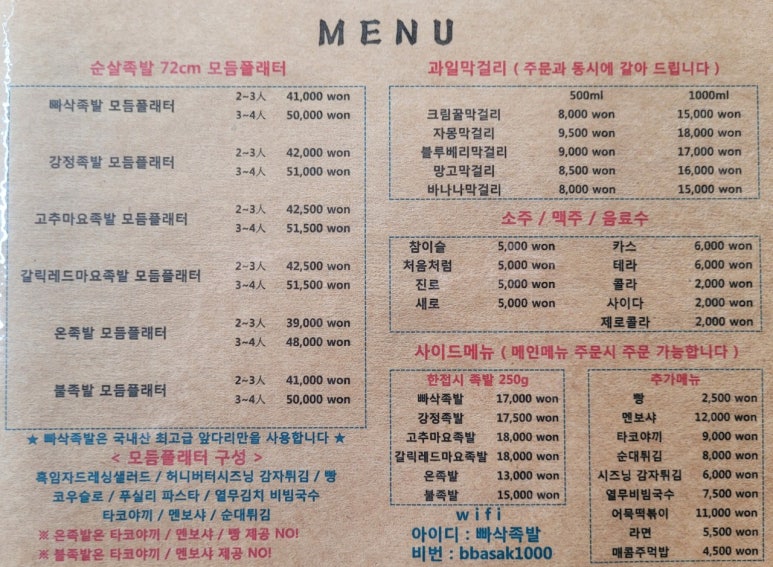 MENU
순살족발 72cm 모듬플래터
빠삭족발 모듬플래터 2~3人 41,000 won
3~4人 50,000 won
강정족발 모듬플래터 2~3人 42,000 won
3~4人 51,000 won
고추마요족발 모듬플래터 2~3人 42,500 won
3~4人 51,500 won
갈릭레드마요족발 모듬플래터 2~3人 42,500 won
3~4人 51,500 won
온족발 모듬플래터 2~3人 39,000 won
3~4人 48,000 won
불족발 모듬플래터 2~3人 41,000 won
3~4人 50,000 won
★ 빠삭족발은 국내산 최고급 앞다리만을 사용합니다 ★
< 모듬플래터 구성 >
흑임자드레싱샐러드 / 허니버터시즈닝 감자튀김 / 빵
코우슬로 / 푸실리 파스타 / 열무김치 비빔국수
타코야끼 / 멘보샤 / 순대튀김
※ 온족발은 타코야끼 / 멘보샤 / 빵 제공 NO!
※ 불족발은 타코야끼 / 멘보샤 제공 NO!
과일막걸리 ( 주문과 동시에 갈아 드립니다 )
500ml 1000ml
크림꿀막걸리 8,000 won 15,000 won
자몽막걸리 9,500 won 18,000 won
블루베리막걸리 9,000 won 17,000 won
망고막걸리 8,500 won 16,000 won
바나나막걸리 8,000 won 15,000 won
소주 / 맥주 / 음료수
참이슬 5,000 won 카스 6,000 won
처음처럼 5,000 won 테라 6,000 won
진로 5,000 won 콜라 2,000 won
새로 5,000 won 사이다 2,000 won
제로콜라 2,000 won
사이드메뉴 ( 메인메뉴 주문시 주문 가능합니다 )
한접시 족발 250g
빠삭족발 17,000 won
강정족발 17,500 won
고추마요족발 18,000 won
갈릭레드마요족발 18,000 won
온족발 13,000 won
불족발 15,000 won
추가메뉴
빵 2,500 won
멘보샤 12,000 won
타코야끼 9,000 won
순대튀김 8,000 won
시즈닝 감자튀김 6,000 won
열무비빔국수 7,500 won
어묵떡볶이 11,000 won
라면 5,500 won
매콤주먹밥 4,500 won
wifi
아이디 : 빠삭족발
비번 : bbasak1000